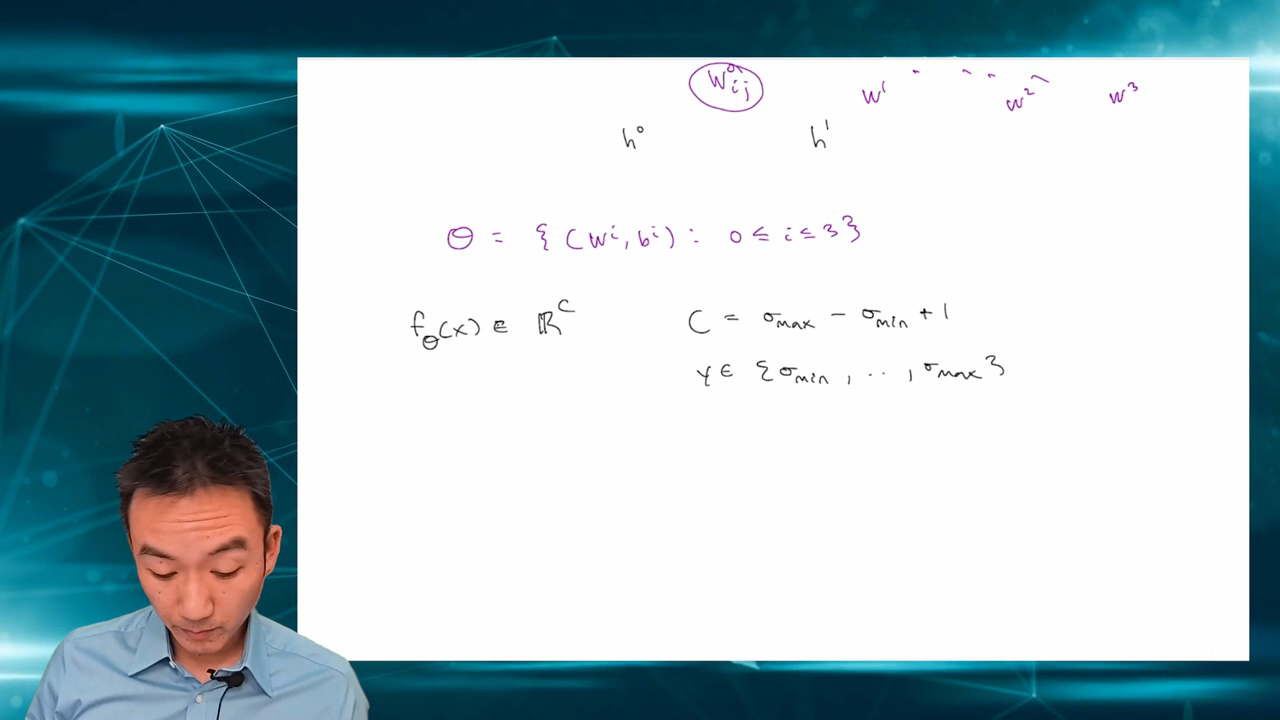 W⁰ᵢⱼ W¹ W² W³
h⁰ h¹
Θ = { (Wⁱ, bⁱ) : 0 ≤ i ≤ 3 }
f_Θ(x) ∈ ℝ^C C = σmax − σmin + 1
Y ∈ { σmin , .. , σmax }